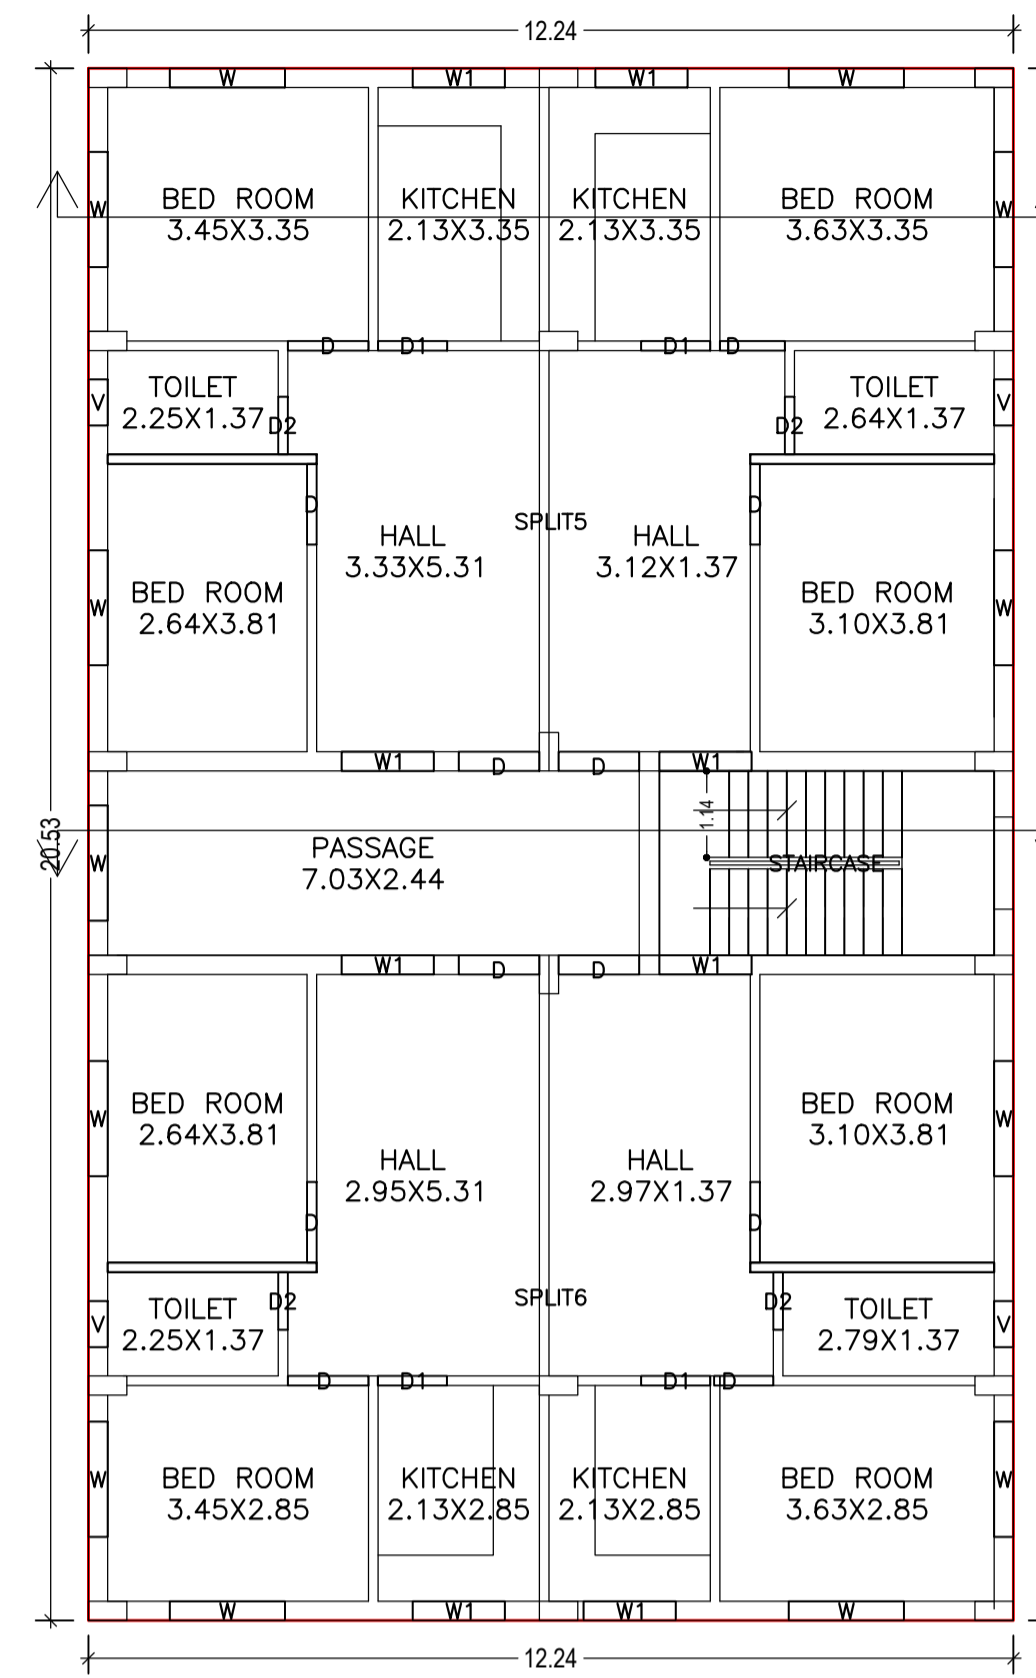 12.24
W W1 W1 W
BED ROOM KITCHEN KITCHEN BED ROOM
3.45X3.35 2.13X3.35 2.13X3.35 3.63X3.35
W W
D D1 D1 D
TOILET TOILET
2.25X1.37 2.64X1.37
V V
D2 D2
D D
SPLIT5
HALL HALL
3.33X5.31 3.12X1.37
BED ROOM BED ROOM
2.64X3.81 3.10X3.81
W W
W1 D D W1
1.14
20.53
PASSAGE
7.03X2.44
W
STAIRCASE
W1 D D W1
BED ROOM BED ROOM
2.64X3.81 3.10X3.81
W W
HALL HALL
2.95X5.31 2.97X1.37
D D
SPLIT6
D2 D2
TOILET TOILET
2.25X1.37 2.79X1.37
V V
D D1 D1 D
BED ROOM KITCHEN KITCHEN BED ROOM
3.45X2.85 2.13X2.85 2.13X2.85 3.63X2.85
W W
W W1 W1 W
12.24